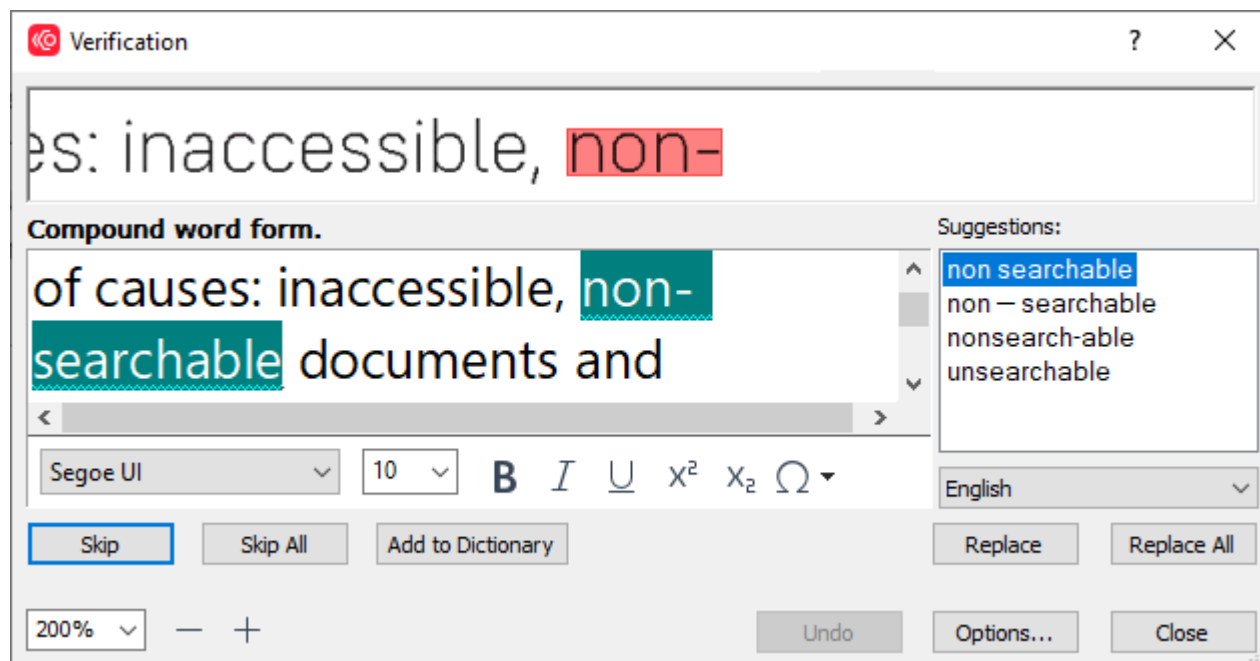 Verification
?
es: inaccessible, non-
Compound word form.
of causes: inaccessible, non-
searchable documents and
Suggestions:
non searchable
non — searchable
nonsearch-able
unsearchable
Segoe UI 10 B I U X² X₂ Ω
English
Skip Skip All Add to Dictionary Replace Replace All
200% Undo Options... Close